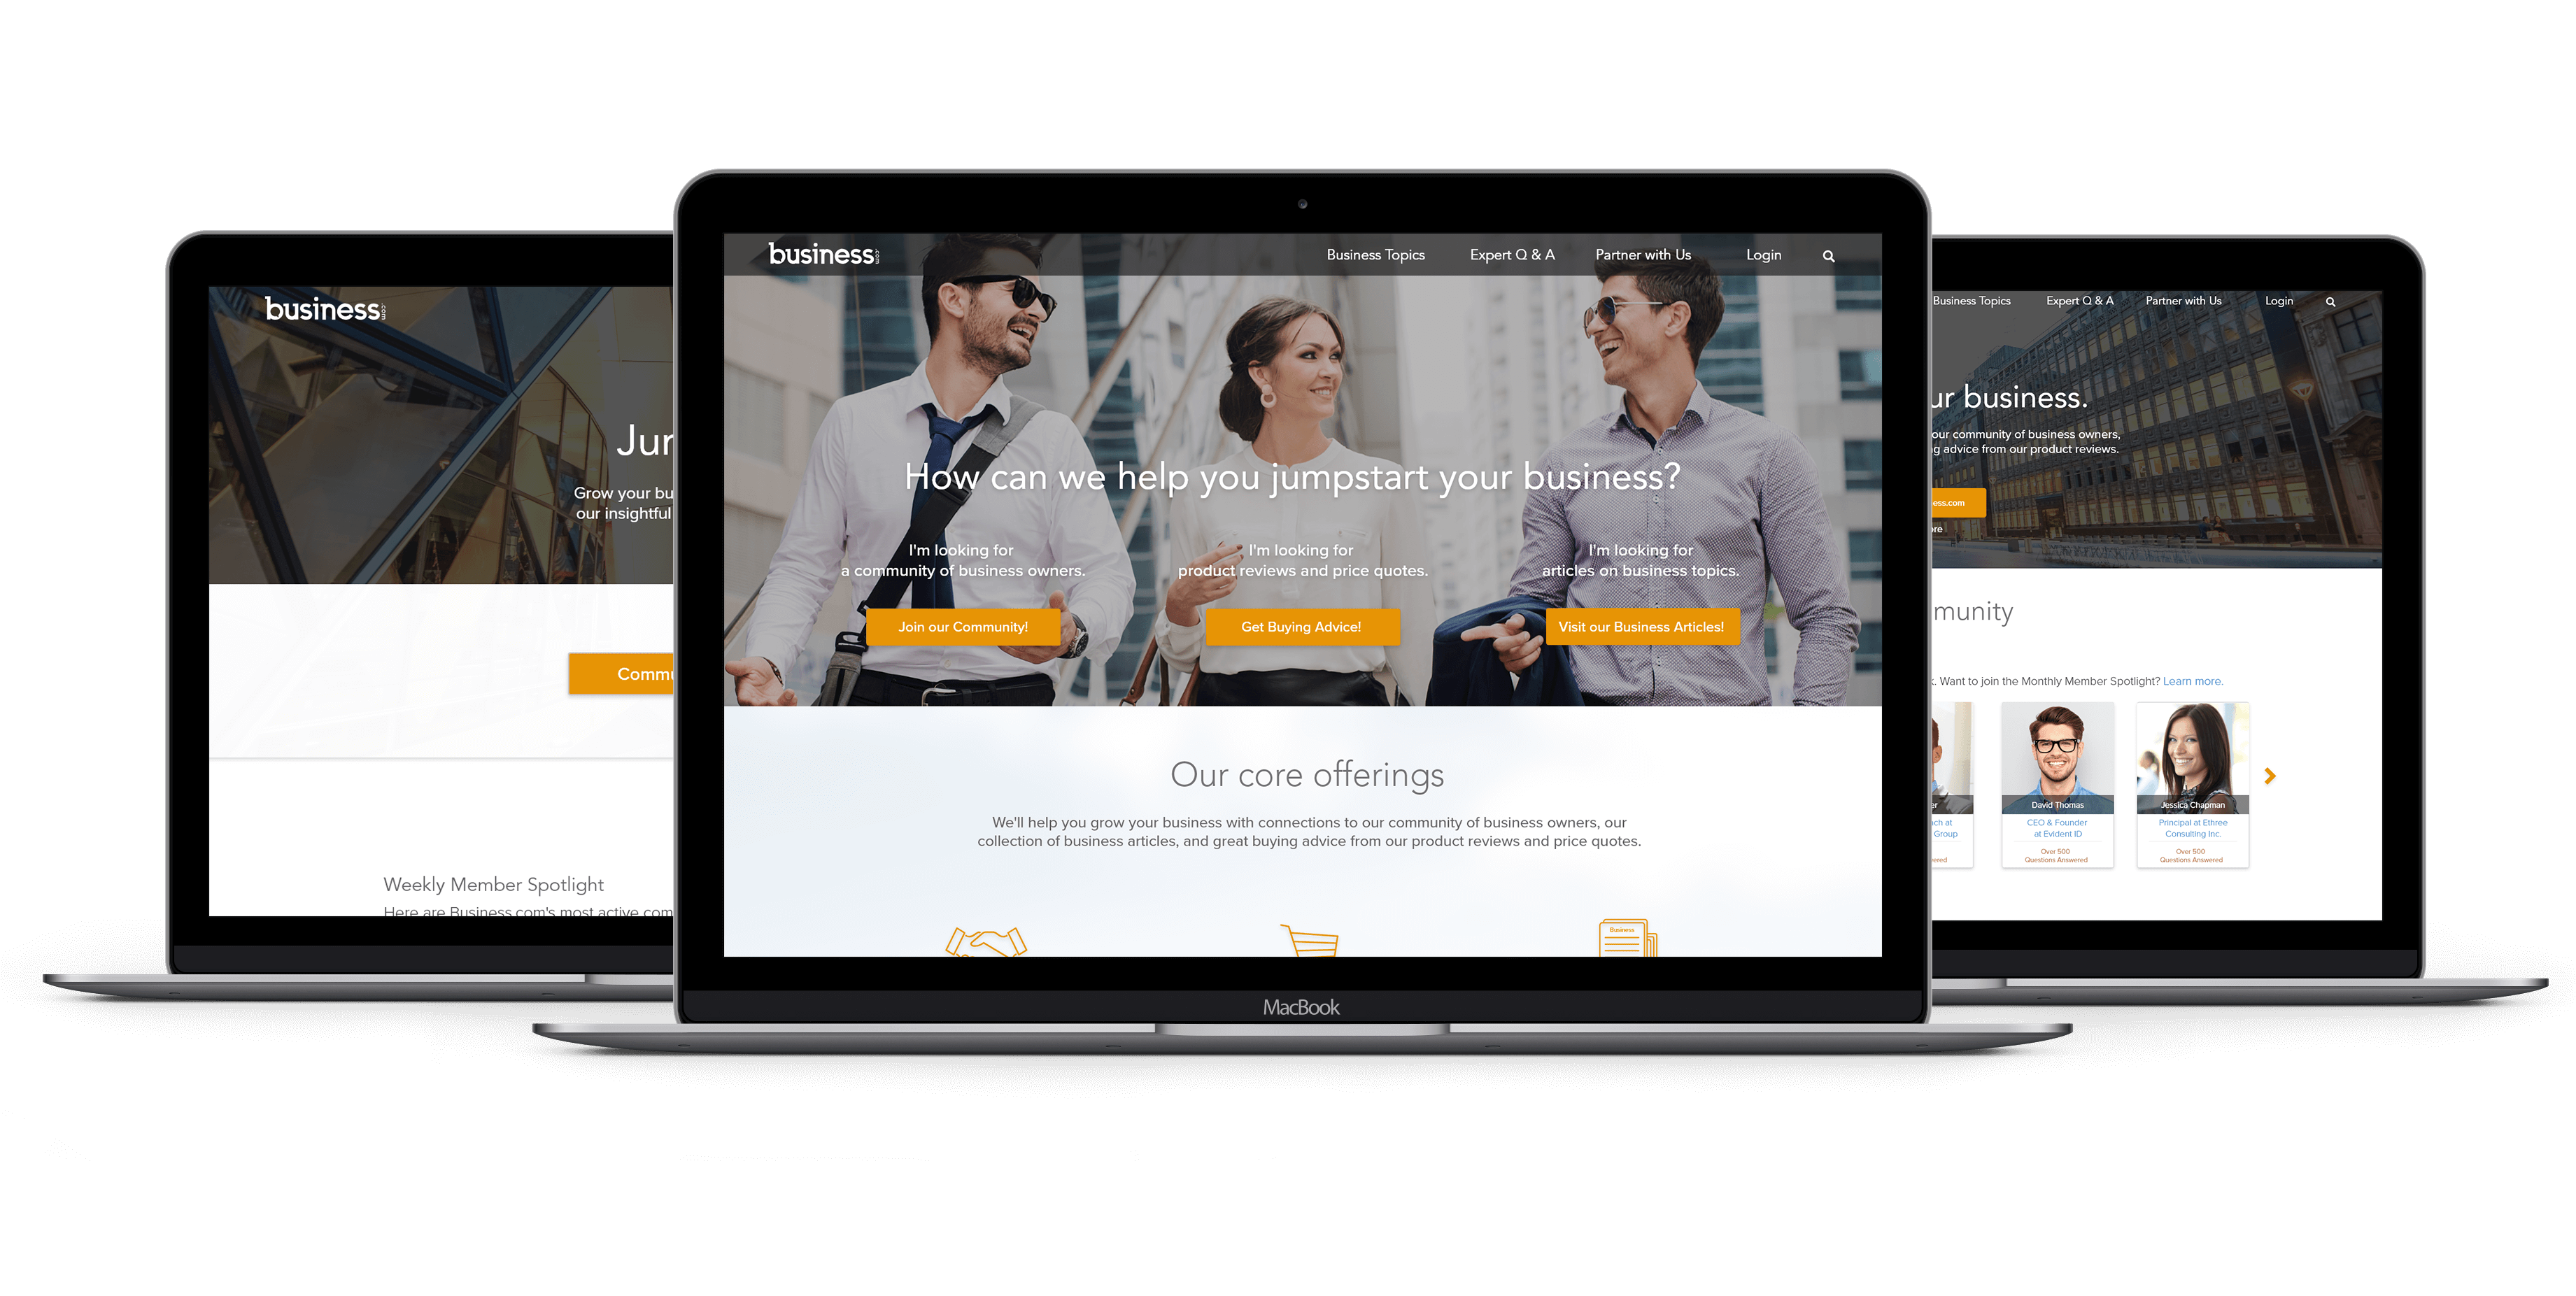 business.com
Jur
Grow your bu
our insightful
Commu
Weekly Member Spotlight
Here are Business.com's most active com
business.com
Business Topics
Expert Q & A
Partner with Us
Login
How can we help you jumpstart your business?
I'm looking for
a community of business owners.
Join our Community!
I'm looking for
product reviews and price quotes.
Get Buying Advice!
I'm looking for
articles on business topics.
Visit our Business Articles!
Our core offerings
We'll help you grow your business with connections to our community of business owners, our
collection of business articles, and great buying advice from our product reviews and price quotes.
Business
MacBook
Business Topics
Expert Q & A
Partner with Us
Login
ur business.
our community of business owners,
g advice from our product reviews.
ess.com
re
munity
. Want to join the Monthly Member Spotlight? Learn more.
er
ch at
Group
wered
David Thomas
CEO & Founder
at Evident ID
Over 500
Questions Answered
Jessica Chapman
Principal at Ethree
Consulting Inc.
Over 500
Questions Answered